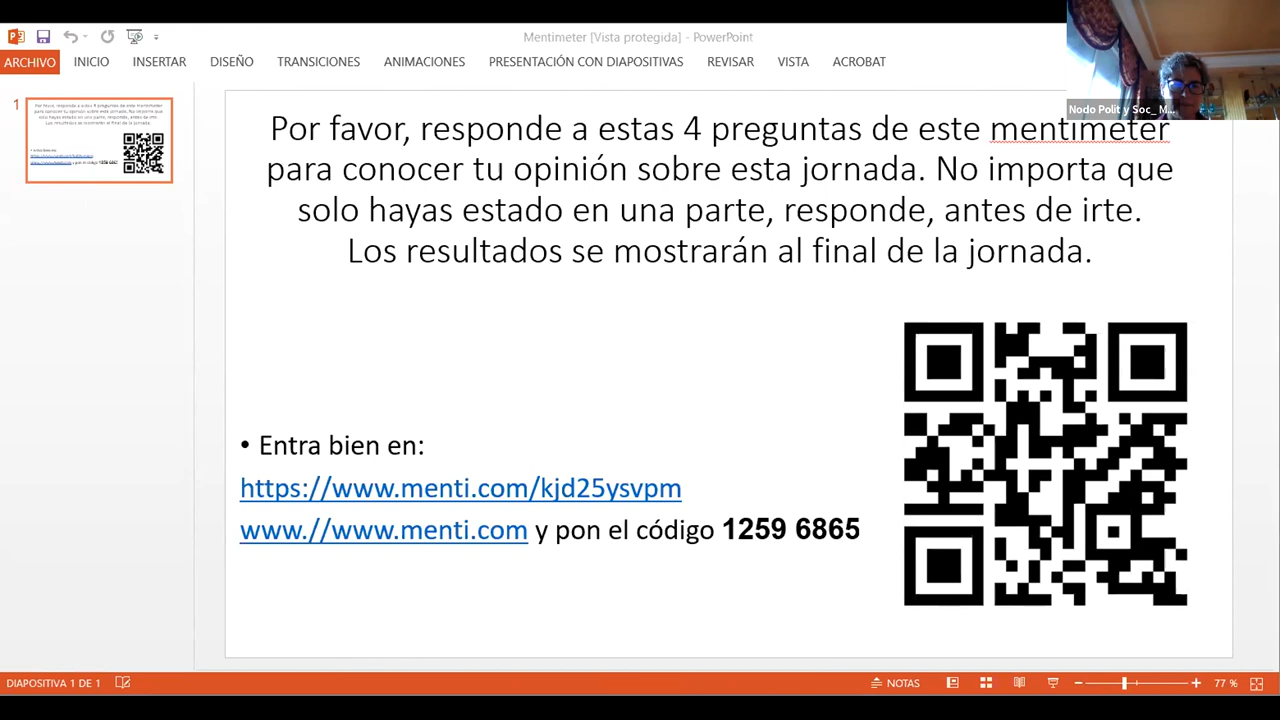 Mentimeter [Vista protegida] - PowerPoint
ARCHIVO INICIO INSERTAR DISEÑO TRANSICIONES ANIMACIONES PRESENTACIÓN CON DIAPOSITIVAS REVISAR VISTA ACROBAT
Nodo Polit y Soc_ M...
1
Por favor, responde a estas 4 preguntas de este mentimeter
para conocer tu opinión sobre esta jornada. No importa que
solo hayas estado en una parte, responde, antes de irte.
Los resultados se mostrarán al final de la jornada.
• Entra bien en:
https://www.menti.com/kjd25ysvpm
www.//www.menti.com y pon el código 1259 6865
DIAPOSITIVA 1 DE 1 NOTAS 77 %